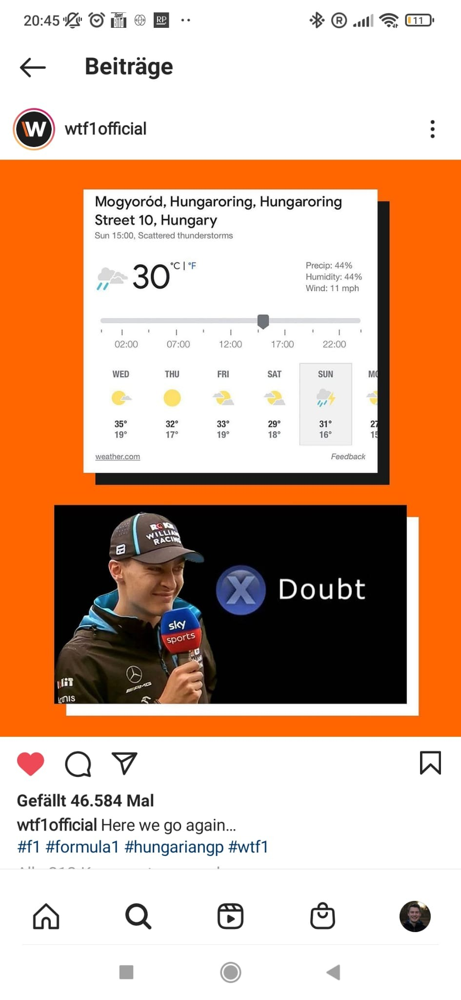 20:45
Sport
Bild
RP
R
11
Beiträge
W
wtf1official
Mogyoród, Hungaroring, Hungaroring
Street 10, Hungary
Sun 15:00, Scattered thunderstorms
30 °C | °F
Precip: 44%
Humidity: 44%
Wind: 11 mph
02:00 07:00 12:00 17:00 22:00
WED THU FRI SAT SUN
35° 32° 33° 29° 31° 27
19° 17° 19° 18° 16° 15
weather.com Feedback
ROKiT
WILLIAMS
RACING
X Doubt
sky
sports
AMG
Gefällt 46.584 Mal
wtf1official Here we go again...
#f1 #formula1 #hungariangp #wtf1